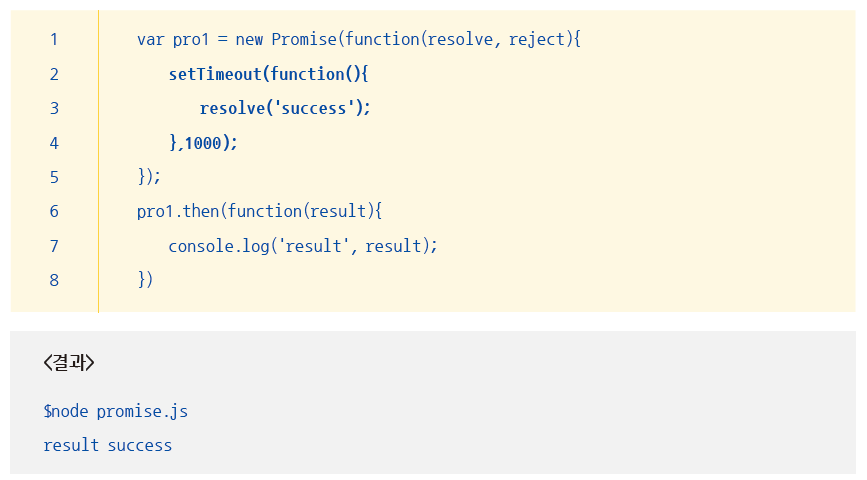 1 var pro1 = new Promise(function(resolve, reject){
2 setTimeout(function(){
3 resolve('success');
4 },1000);
5 });
6 pro1.then(function(result){
7 console.log('result', result);
8 })
<결과>
$node promise.js
result success